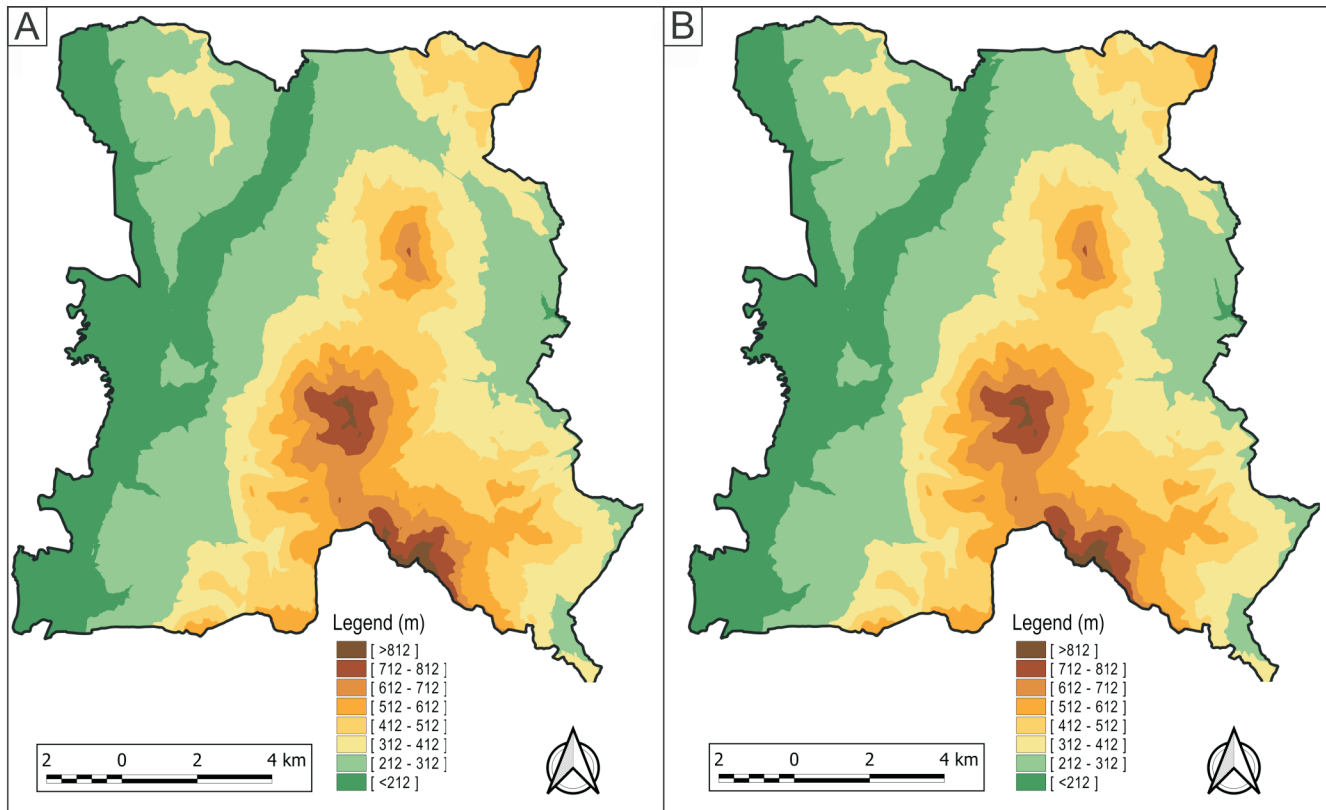 A
Legend (m)
[ >812 ]
[ 712 - 812 ]
[ 612 - 712 ]
[ 512 - 612 ]
[ 412 - 512 ]
[ 312 - 412 ]
[ 212 - 312 ]
[ <212 ]
2 0 2 4 km
B
Legend (m)
[ >812 ]
[ 712 - 812 ]
[ 612 - 712 ]
[ 512 - 612 ]
[ 412 - 512 ]
[ 312 - 412 ]
[ 212 - 312 ]
[ <212 ]
2 0 2 4 km